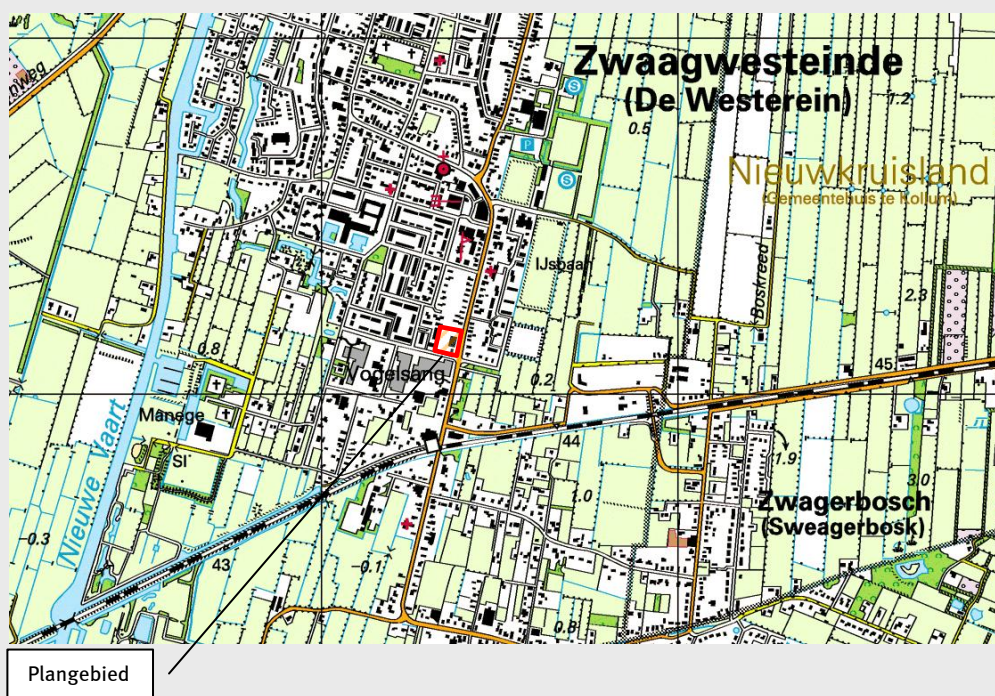 Zwaagwesteinde
(De Westerein)
1.2
0.5
S
P
S
Nieuwkruisland
(Gemeentehuis te Kollum)
IJsbaan
Boskreed
2.3
0.8
Vogelsang
0.2
45
Manege
44
SI
1.9
Nieuwe Vaart
1.0
3.0
Zwagerbosch
(Sweagerbosk)
-0.3
43
-0.1
0.8
Plangebied